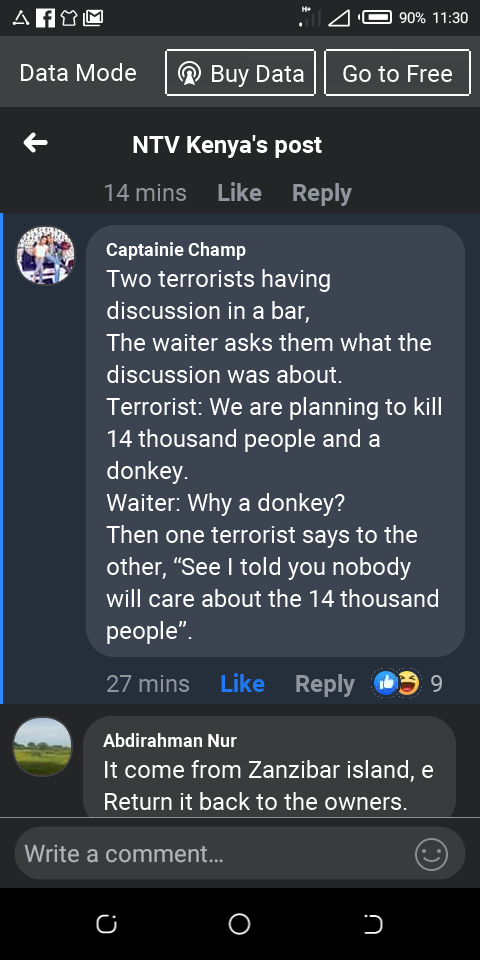 H+
90% 11:30
Data Mode
Buy Data
Go to Free
NTV Kenya's post
14 mins Like Reply
Captainie Champ
Two terrorists having
discussion in a bar,
The waiter asks them what the
discussion was about.
Terrorist: We are planning to kill
14 thousand people and a
donkey.
Waiter: Why a donkey?
Then one terrorist says to the
other, “See I told you nobody
will care about the 14 thousand
people”.
27 mins Like Reply 9
Abdirahman Nur
It come from Zanzibar island, e
Return it back to the owners.
Write a comment...